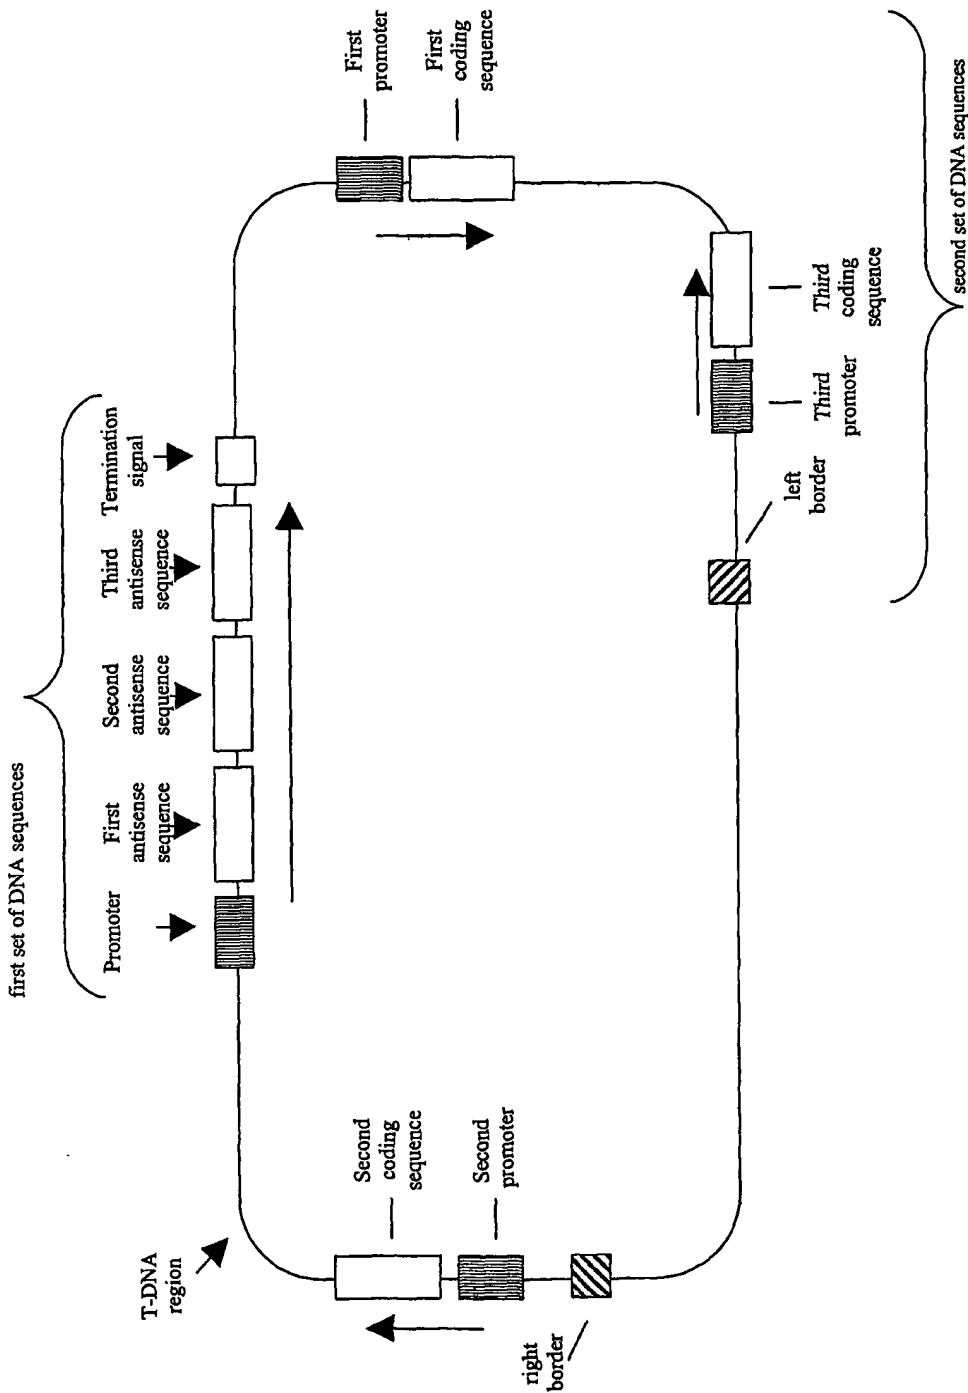 first set of DNA sequences
Promoter
First
antisense
sequence
Second
antisense
sequence
Third
antisense
sequence
Termination
signal
First
promoter
First
coding
sequence
T-DNA
region
Second
coding
sequence
Second
promoter
right
border
left
border
Third
promoter
Third
coding
sequence
second set of DNA sequences